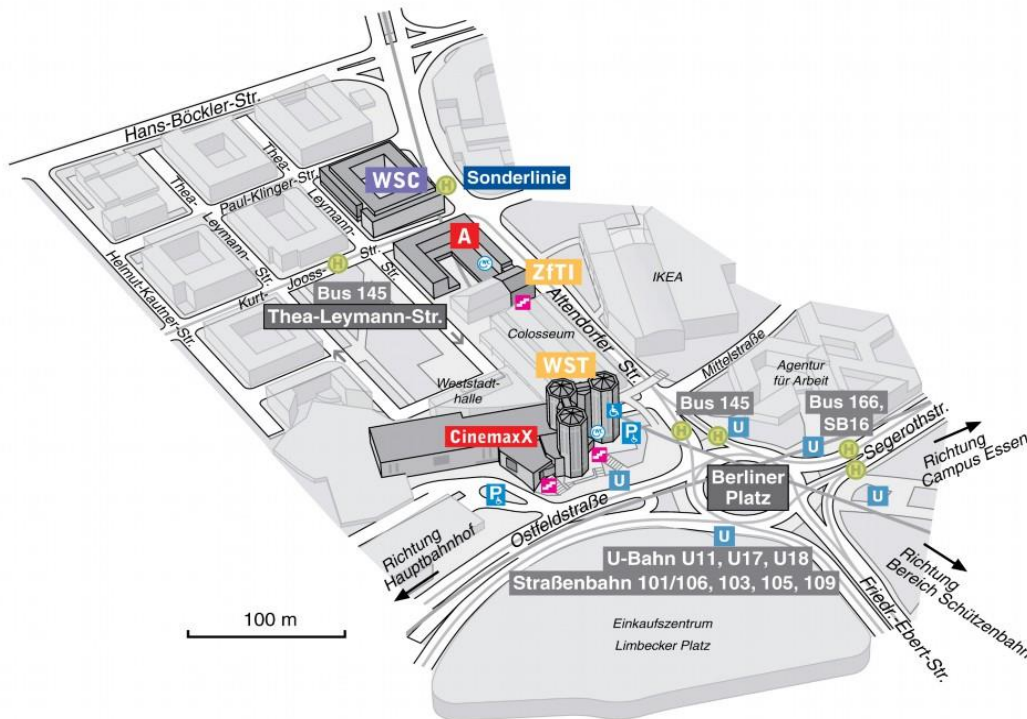 Hans-Böckler-Str.
Thea-
Leymann-
Str.
Paul-Klinger-Str.
Thea-
Leymann-
Str.
WSC
H
Sonderlinie
A
WC
ZfTI
IKEA
Helmut-Käutner-Str.
Kurt-
Jooss-
Str.
H
Bus 145
Thea-Leymann-Str.
Colosseum
Altendorfer Str.
Mittelstraße
Agentur
für Arbeit
WST
Weststadt-
halle
CinemaxX
WC
P
Bus 145
H
H
U
Bus 166,
SB16
U
H
H
Segerothstr.
Richtung
Campus Essen
P
U
Berliner
Platz
U
Ostfeldstraße
Richtung
Hauptbahnhof
U
U-Bahn U11, U17, U18
Straßenbahn 101/106, 103, 105, 109
Richtung
Bereich Schützenbahn
Friedr.-Ebert-Str.
100 m
Einkaufszentrum
Limbecker Platz